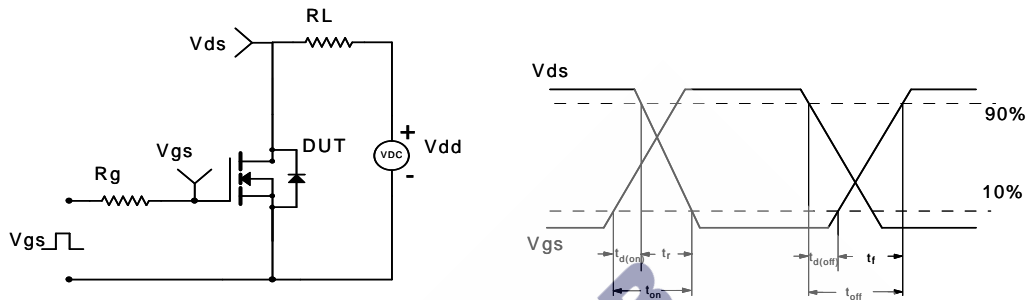 RL
Vds
Vgs
DUT
Rg
+
VDC
Vdd
-
Vgs
Vds
90%
10%
Vgs
td(on)
tr
td(off)
tf
ton
toff